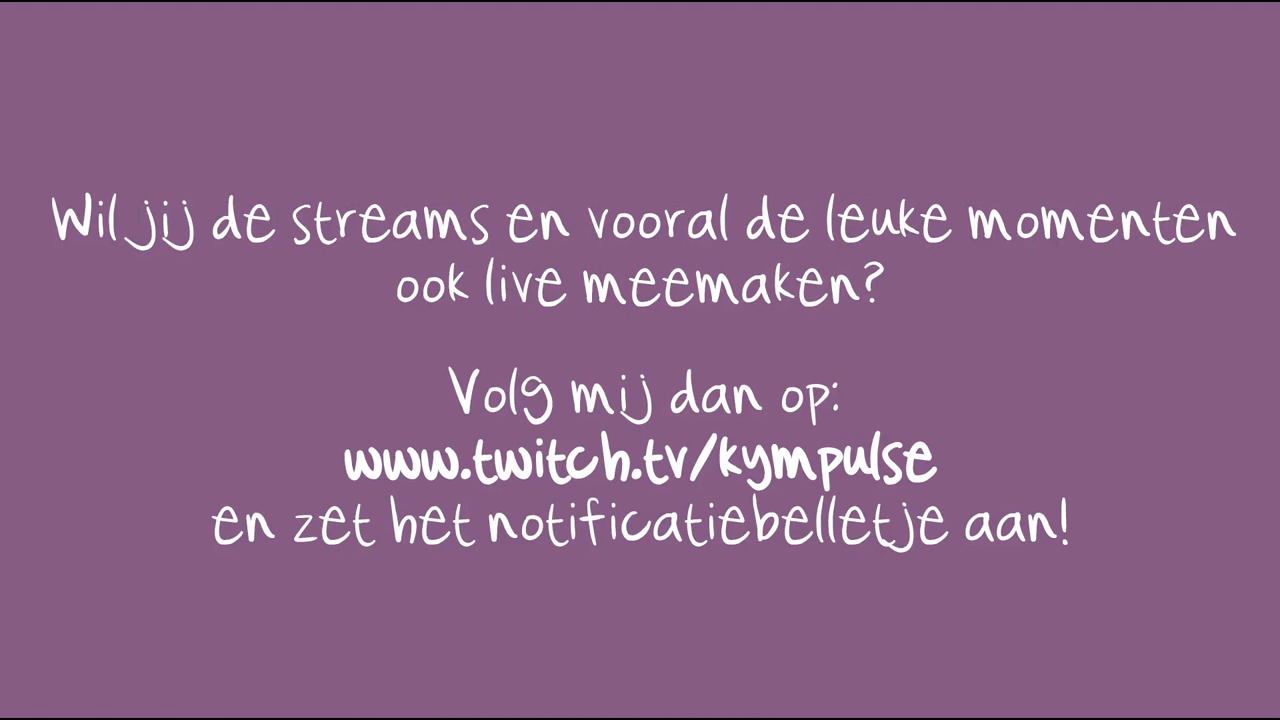 Wil jij de streams en vooral de leuke momenten
ook live meemaken?
Volg mij dan op:
www.twitch.tv/kympulse
en zet het notificatiebelletje aan!